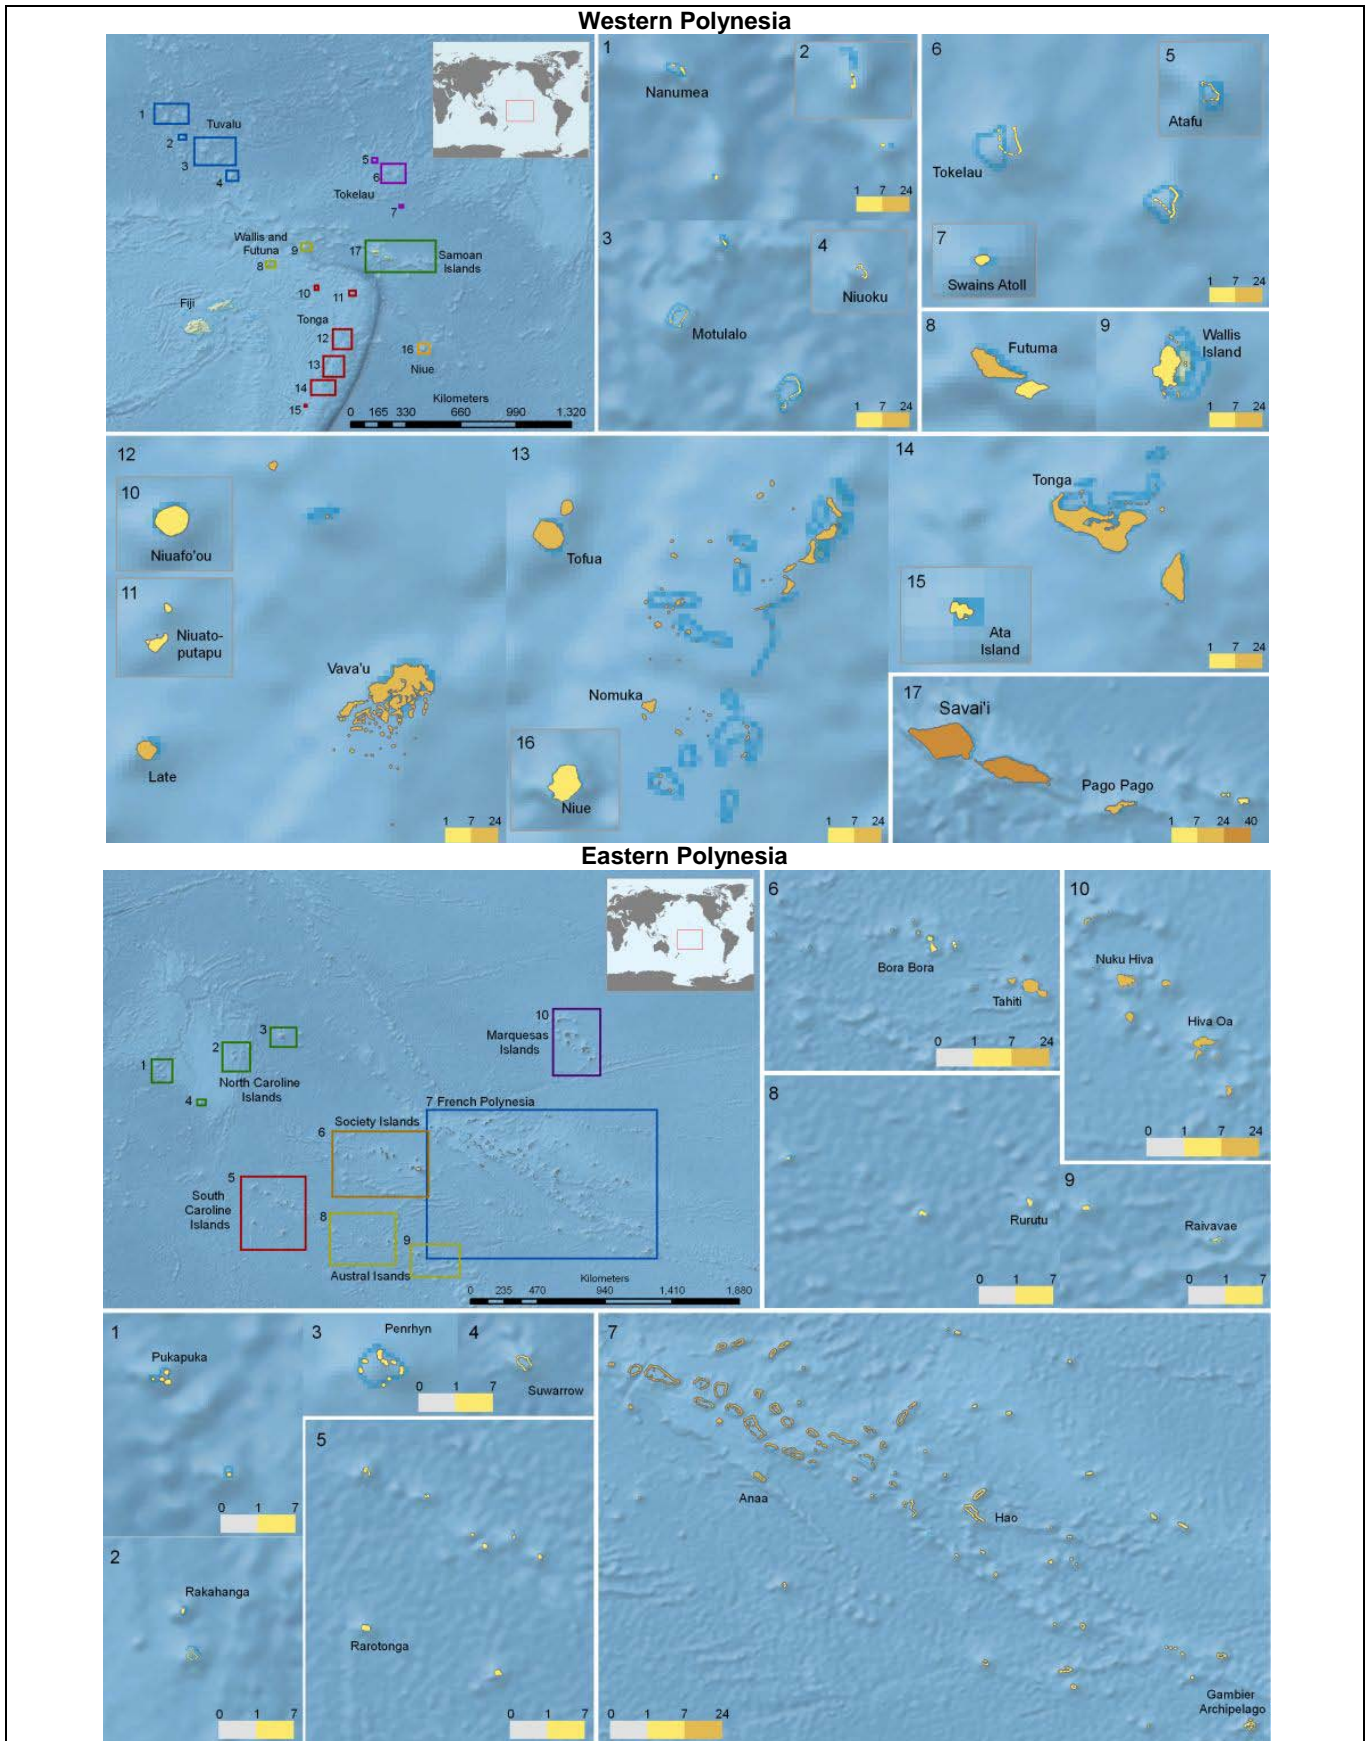 Western Polynesia
1
2
3
4
Tuvalu
5
6
Tokelau
7
Wallis and
Futuna
9
8
17
Samoan
Islands
10
11
Fiji
Tonga
12
13
14
15
16
Niue
Kilometers
0 165 330 660 990 1,320
1
Nanumea
2
1 7 24
3
Motulalo
4
Niuoku
1 7 24
6
5
Atafu
Tokelau
7
Swains Atoll
1 7 24
8
Futuma
9
Wallis
Island
1 7 24
12
10
Niuafo'ou
11
Niuato-
putapu
Vava'u
Late
1 7 24
13
Tofua
Nomuka
16
Niue
1 7 24
14
Tonga
15
Ata
Island
1 7 24
17
Savai'i
Pago Pago
1 7 24 40
Eastern Polynesia
1
2
3
North Caroline
Islands
4
10
Marquesas
Islands
7 French Polynesia
Society Islands
6
5
South
Caroline
Islands
8
9
Austral Isands
Kilometers
0 235 470 940 1,410 1,880
6
Bora Bora
Tahiti
0 1 7 24
10
Nuku Hiva
Hiva Oa
0 1 7 24
8
Rurutu
0 1 7
9
Raivavae
0 1 7
1
Pukapuka
0 1 7
3
Penrhyn
0 1 7
4
Suwarrow
2
Rakahanga
0 1 7
5
Rarotonga
0 1 7
7
Anaa
Hao
Gambier
Archipelago
0 1 7 24